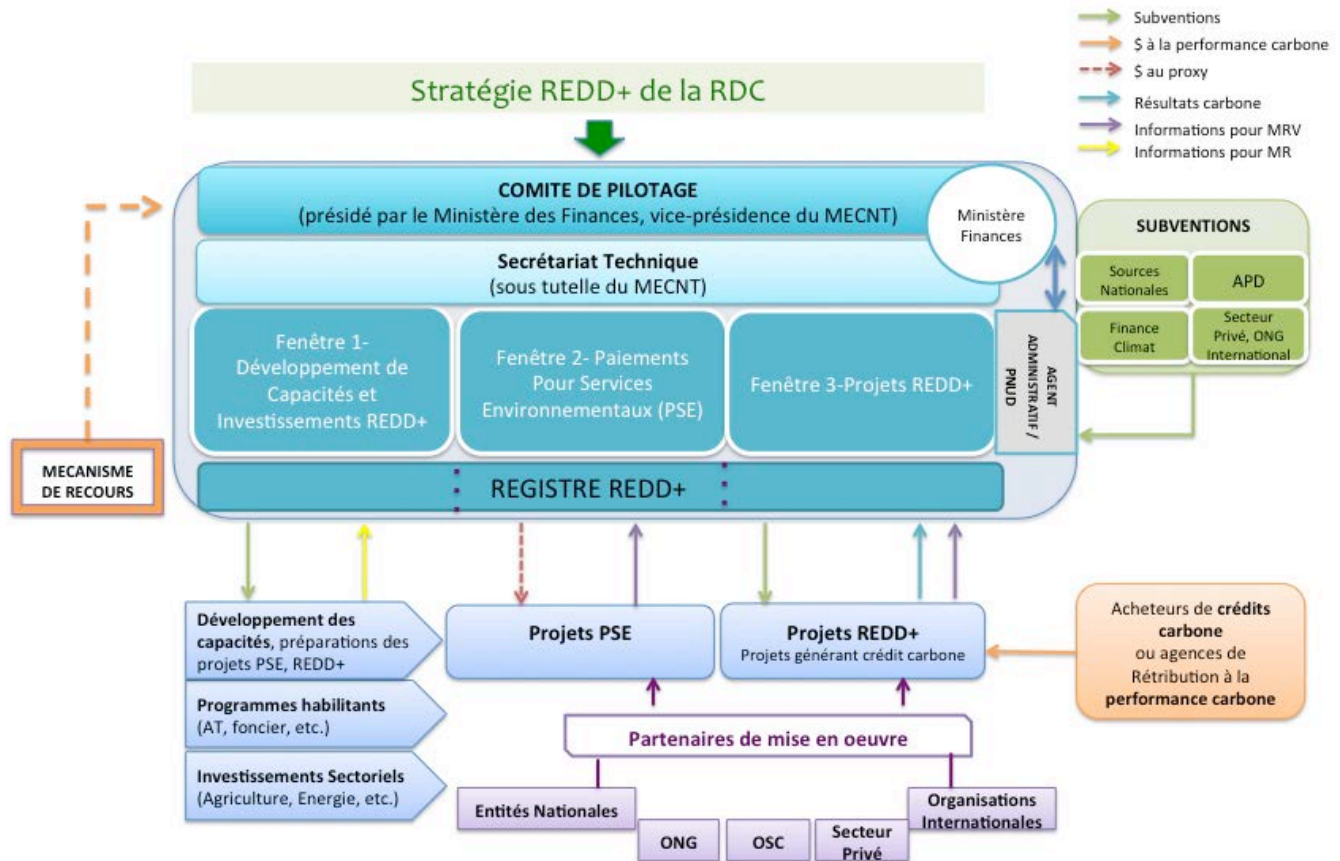 Subventions
$ à la performance carbone
$ au proxy
Résultats carbone
Informations pour MRV
Informations pour MR
Stratégie REDD+ de la RDC
COMITE DE PILOTAGE
(présidé par le Ministère des Finances, vice-présidence du MECNT)
Ministère
Finances
Secrétariat Technique
(sous tutelle du MECNT)
SUBVENTIONS
Sources
Nationales
APD
Finance
Climat
Secteur
Privé, ONG
International
Fenêtre 1-
Développement de
Capacités et
Investissements REDD+
Fenêtre 2- Paiements
Pour Services
Environnementaux (PSE)
Fenêtre 3-Projets REDD+
AGENT
ADMINISTRATIF /
PNUD
MECANISME
DE RECOURS
REGISTRE REDD+
Développement des
capacités, préparations des
projets PSE, REDD+
Programmes habilitants
(AT, foncier, etc.)
Investissements Sectoriels
(Agriculture, Energie, etc.)
Projets PSE
Projets REDD+
Projets générant crédit carbone
Acheteurs de crédits
carbone
ou agences de
Rétribution à la
performance carbone
Partenaires de mise en oeuvre
Entités Nationales
ONG
OSC
Secteur
Privé
Organisations
Internationales